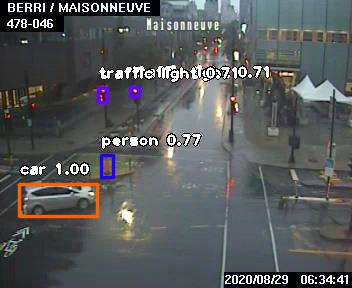 BERRI / MAISONNEUVE
478-046
Maisonneuve
traffic light 0.710.71
person 0.77
car 1.00
2020/08/29 06:34:41